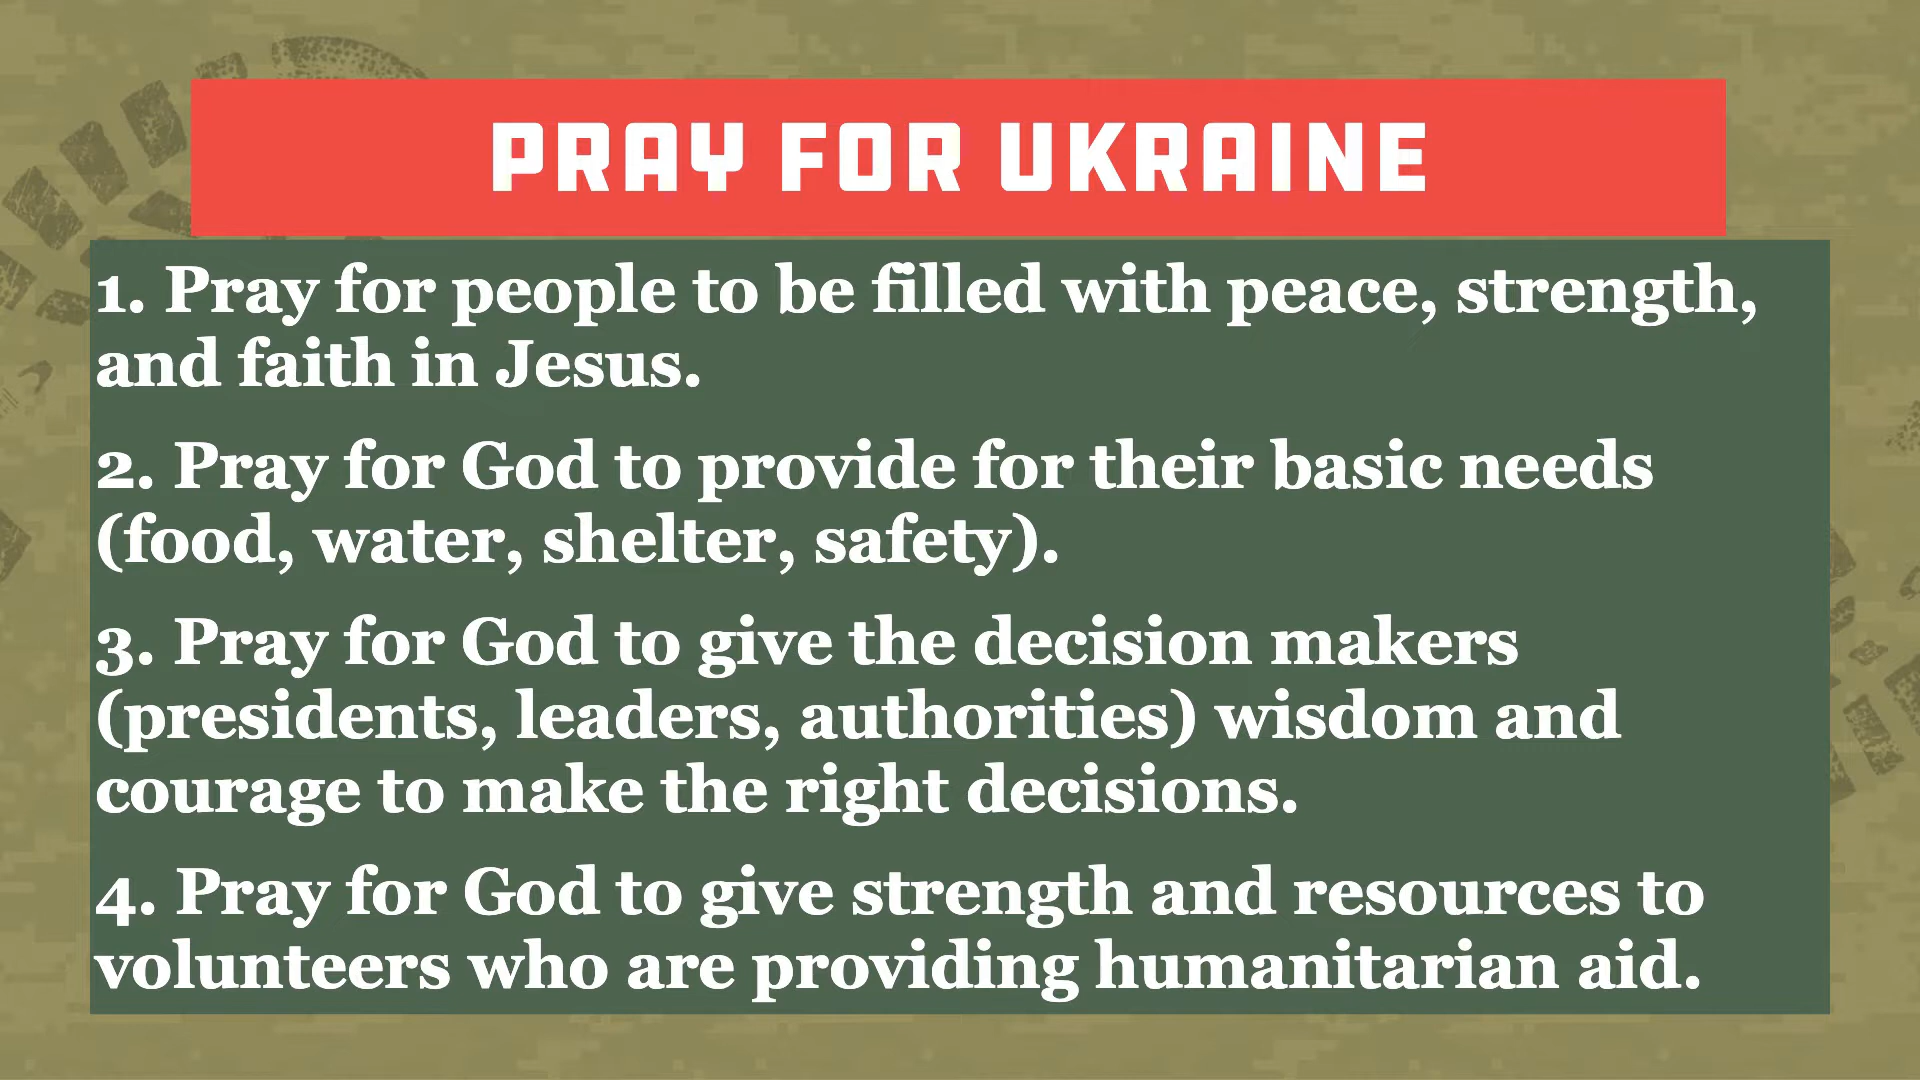 PRAY FOR UKRAINE
1. Pray for people to be filled with peace, strength,
and faith in Jesus.
2. Pray for God to provide for their basic needs
(food, water, shelter, safety).
3. Pray for God to give the decision makers
(presidents, leaders, authorities) wisdom and
courage to make the right decisions.
4. Pray for God to give strength and resources to
volunteers who are providing humanitarian aid.